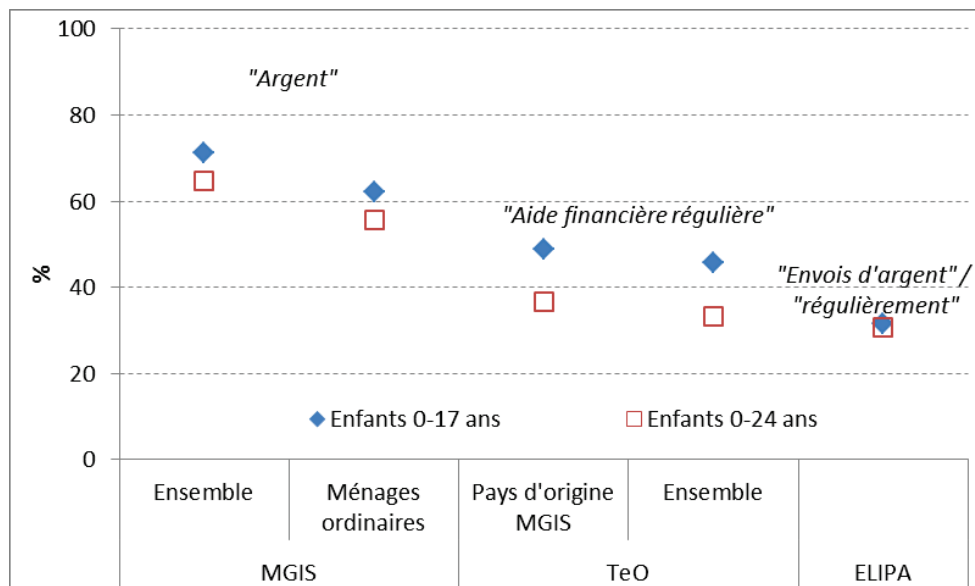 100
"Argent"
80
60
"Aide financière régulière"
"Envois d'argent" /
"régulièrement"
%
40
20
Enfants 0-17 ans
Enfants 0-24 ans
0
Ensemble
Ménages
ordinaires
Pays d'origine
MGIS
Ensemble
MGIS
TeO
ELIPA